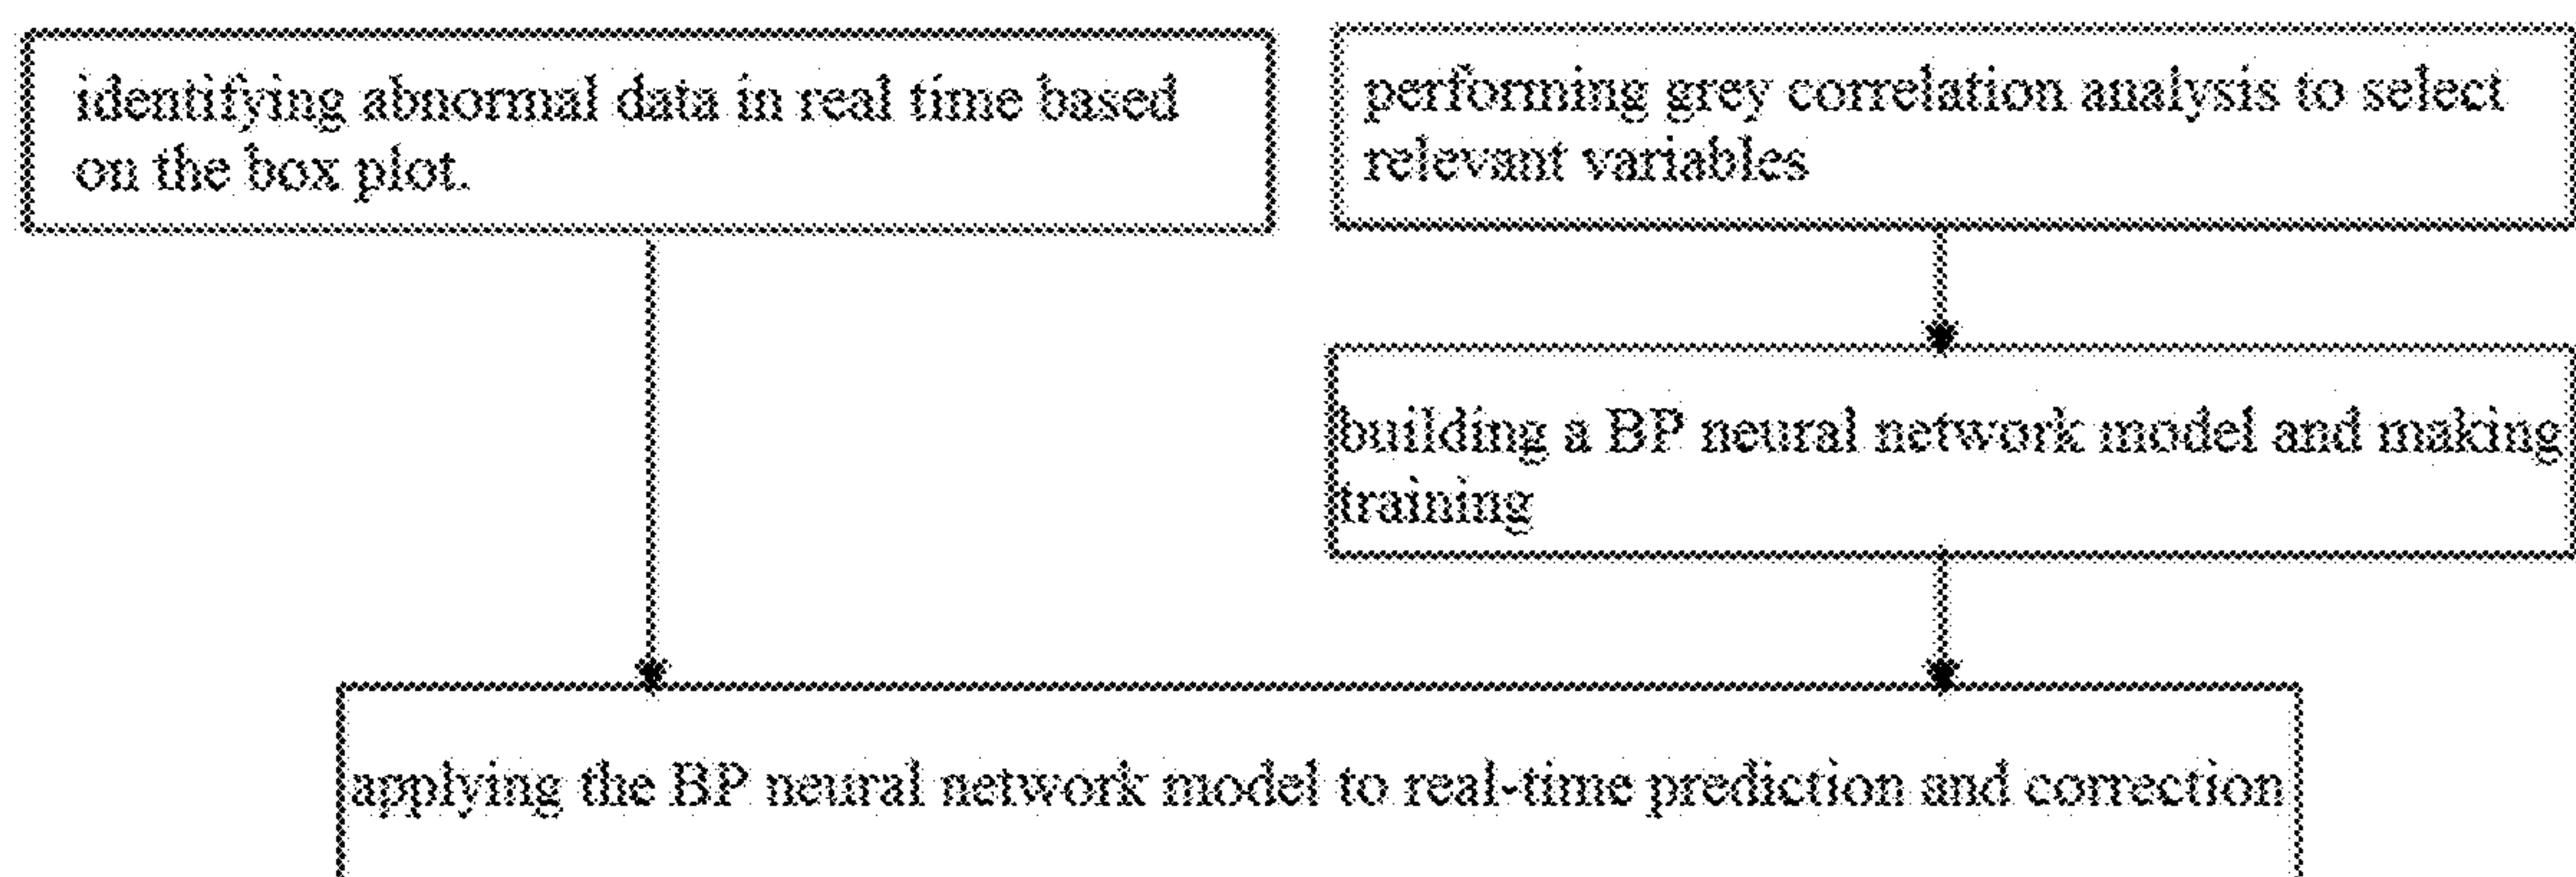 identifying abnormal data in real time based
on the box plot.
performing grey correlation analysis to select
relevant variables
building a BP neural network model and making
training
applying the BP neural network model to real-time prediction and correction